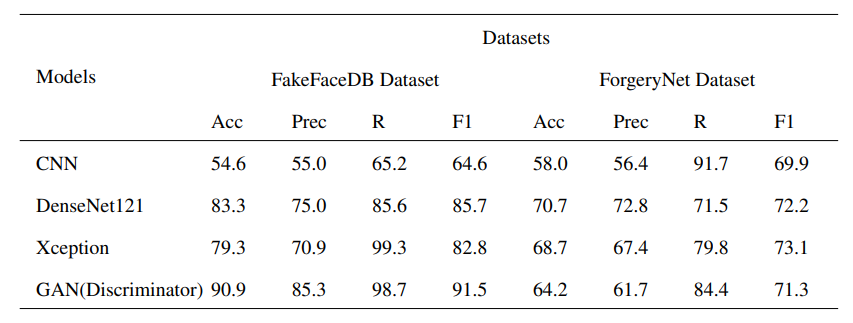 Datasets
Models
FakeFaceDB Dataset ForgeryNet Dataset
Acc Prec R F1 Acc Prec R F1
CNN 54.6 55.0 65.2 64.6 58.0 56.4 91.7 69.9
DenseNet121 83.3 75.0 85.6 85.7 70.7 72.8 71.5 72.2
Xception 79.3 70.9 99.3 82.8 68.7 67.4 79.8 73.1
GAN(Discriminator) 90.9 85.3 98.7 91.5 64.2 61.7 84.4 71.3